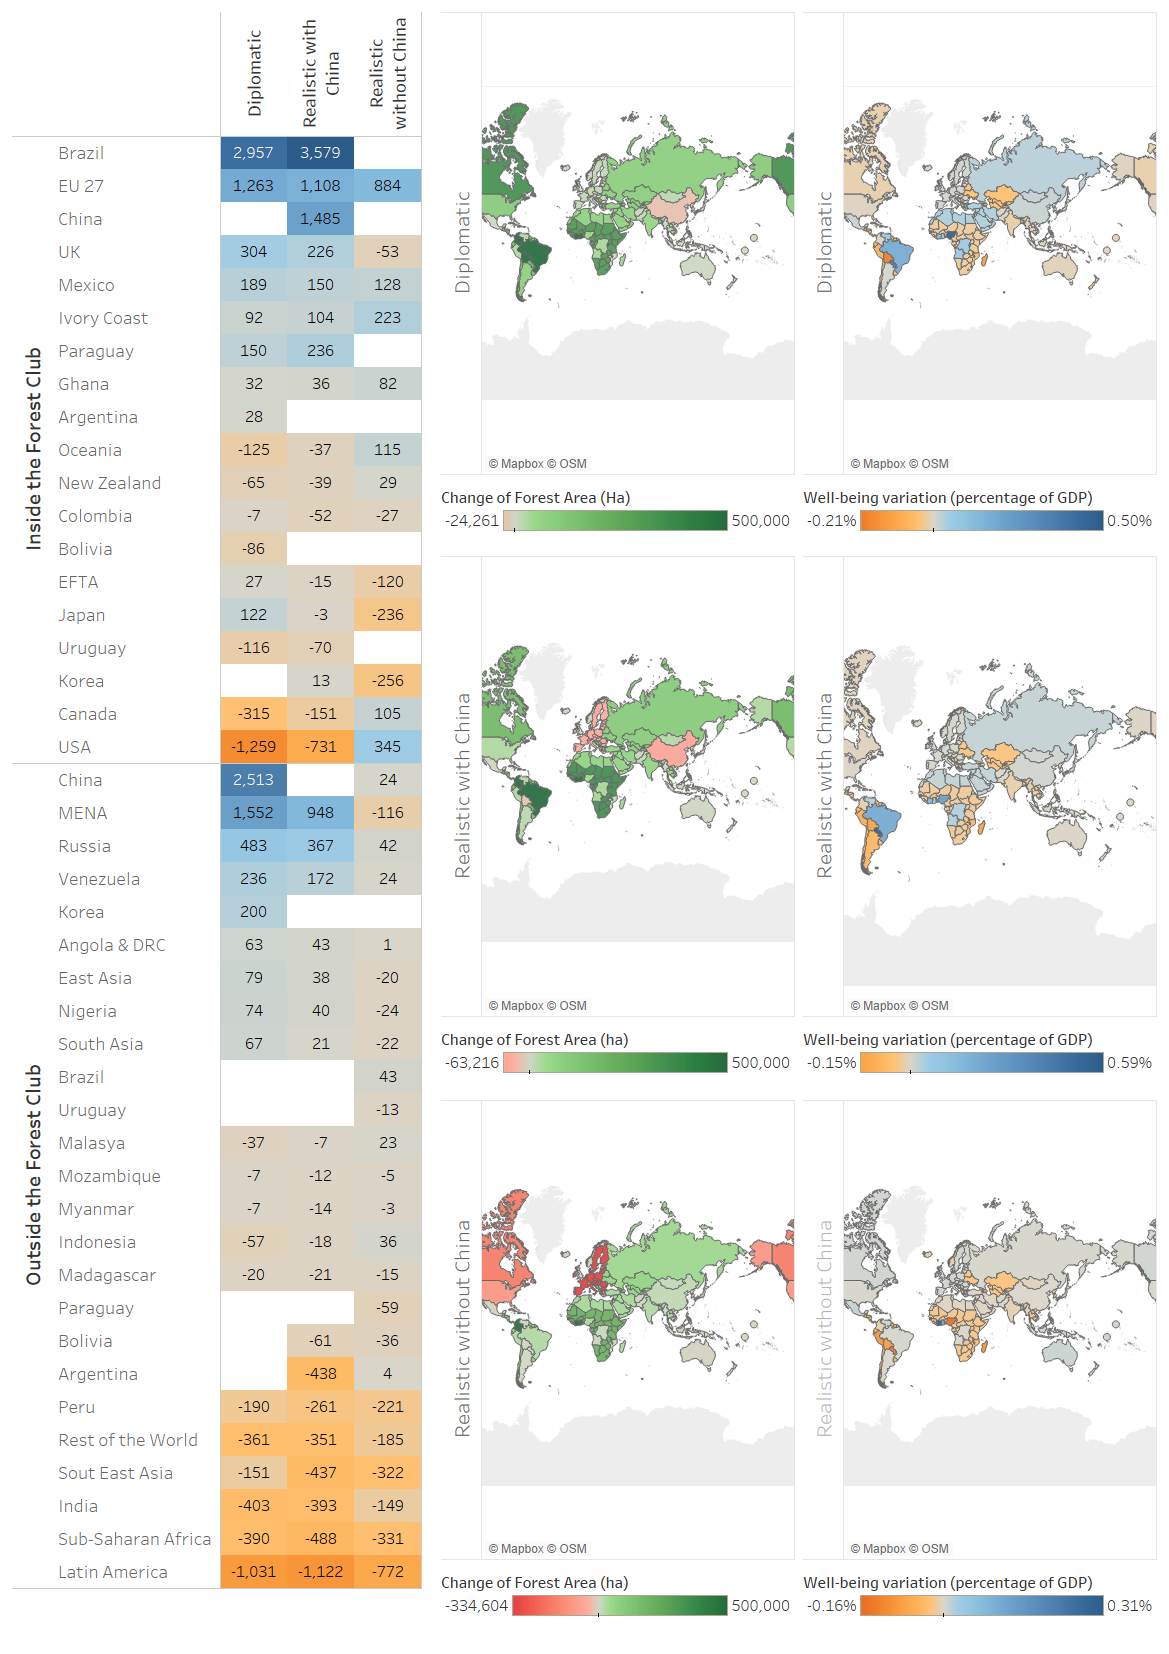 Diplomatic
Realistic with
China
Realistic
without China
Inside the Forest Club
Brazil 2,957 3,579
EU 27 1,263 1,108 884
China 1,485
UK 304 226 -53
Mexico 189 150 128
Ivory Coast 92 104 223
Paraguay 150 236
Ghana 32 36 82
Argentina 28
Oceania -125 -37 115
New Zealand -65 -39 29
Colombia -7 -52 -27
Bolivia -86
EFTA 27 -15 -120
Japan 122 -3 -236
Uruguay -116 -70
Korea 13 -256
Canada -315 -151 105
USA -1,259 -731 345
Outside the Forest Club
China 2,513 24
MENA 1,552 948 -116
Russia 483 367 42
Venezuela 236 172 24
Korea 200
Angola & DRC 63 43 1
East Asia 79 38 -20
Nigeria 74 40 -24
South Asia 67 21 -22
Brazil 43
Uruguay -13
Malasya -37 -7 23
Mozambique -7 -12 -5
Myanmar -7 -14 -3
Indonesia -57 -18 36
Madagascar -20 -21 -15
Paraguay -59
Bolivia -61 -36
Argentina -438 4
Peru -190 -261 -221
Rest of the World -361 -351 -185
Sout East Asia -151 -437 -322
India -403 -393 -149
Sub-Saharan Africa -390 -488 -331
Latin America -1,031 -1,122 -772
Diplomatic
© Mapbox © OSM
Change of Forest Area (Ha)
-24,261 500,000
Diplomatic
© Mapbox © OSM
Well-being variation (percentage of GDP)
-0.21% 0.50%
Realistic with China
© Mapbox © OSM
Change of Forest Area (ha)
-63,216 500,000
Realistic with China
© Mapbox © OSM
Well-being variation (percentage of GDP)
-0.15% 0.59%
Realistic without China
© Mapbox © OSM
Change of Forest Area (ha)
-334,604 500,000
Realistic without China
© Mapbox © OSM
Well-being variation (percentage of GDP)
-0.16% 0.31%